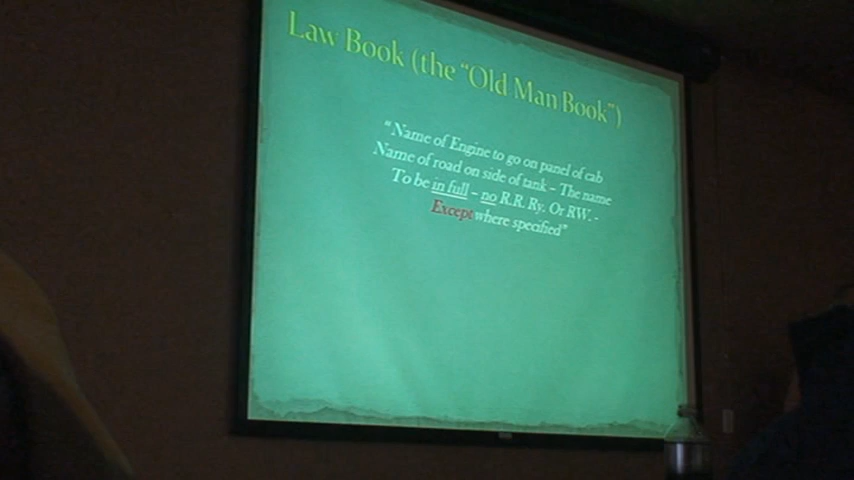 Law Book (the "Old Man Book")
"Name of Engine to go on panel of cab
Name of road on side of tank – The name
To be in full – no R.R. Ry. Or RW. -
Except where specified"